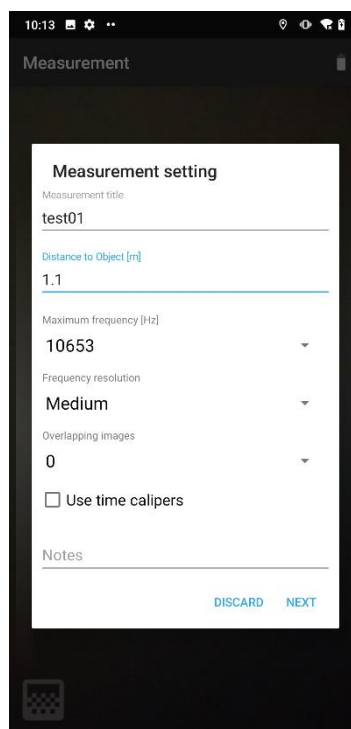 10:13
Measurement
Measurement setting
Measurement title
test01
Distance to Object [m]
1.1
Maximum frequency [Hz]
10653
Frequency resolution
Medium
Overlapping images
0
Use time calipers
Notes
DISCARD NEXT